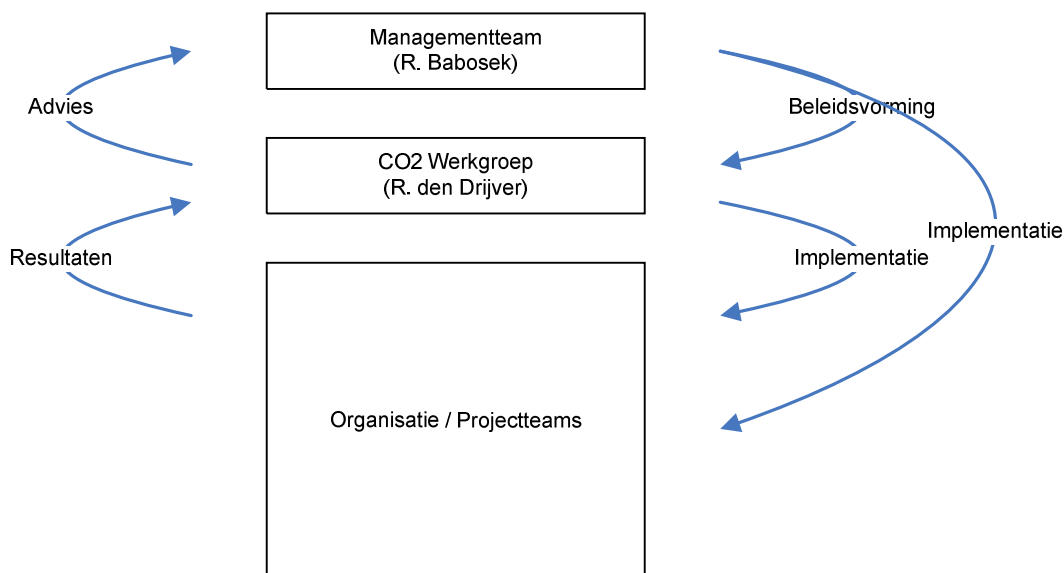 Managementteam
(R. Babosek)
Advies
Beleidsvorming
CO2 Werkgroep
(R. den Drijver)
Implementatie
Resultaten
Implementatie
Organisatie / Projectteams